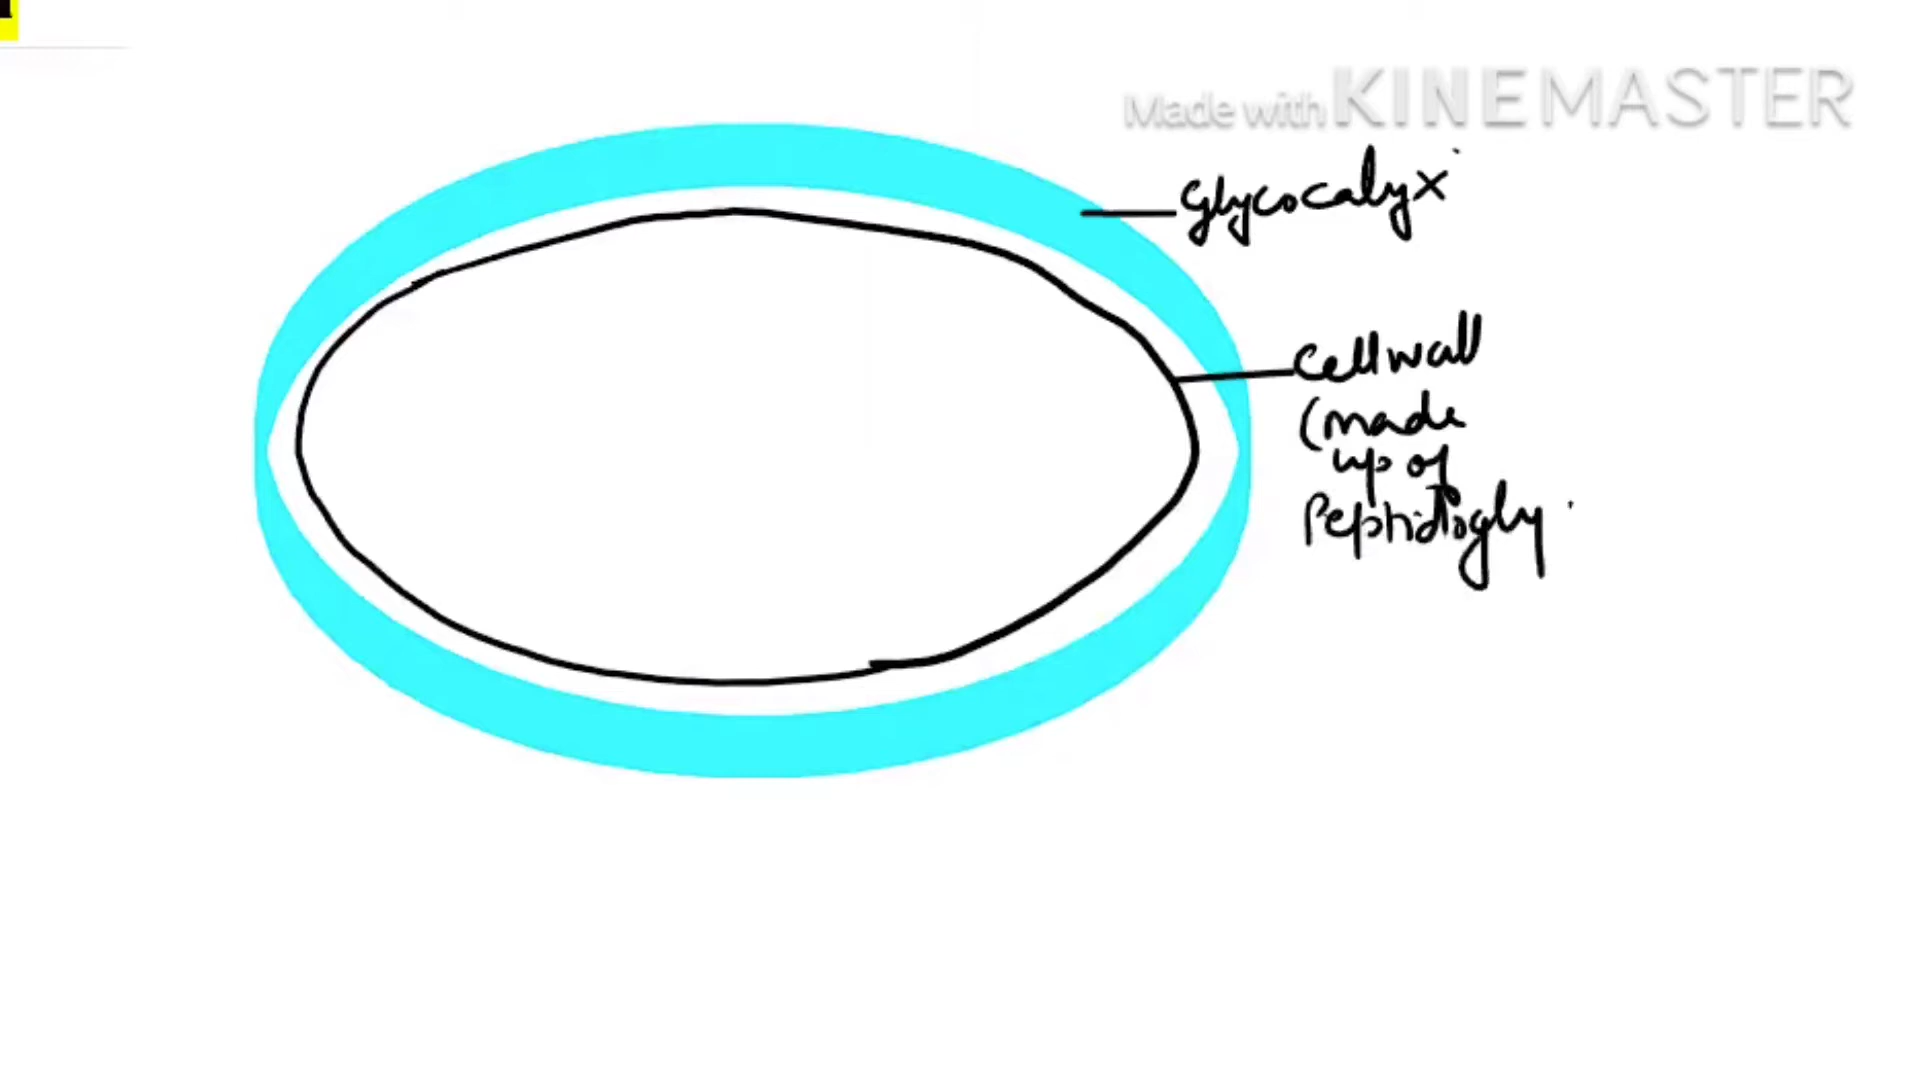 Made with KINEMASTER
Glycocalyx
Cellwall
(made
up of
Peptidogly